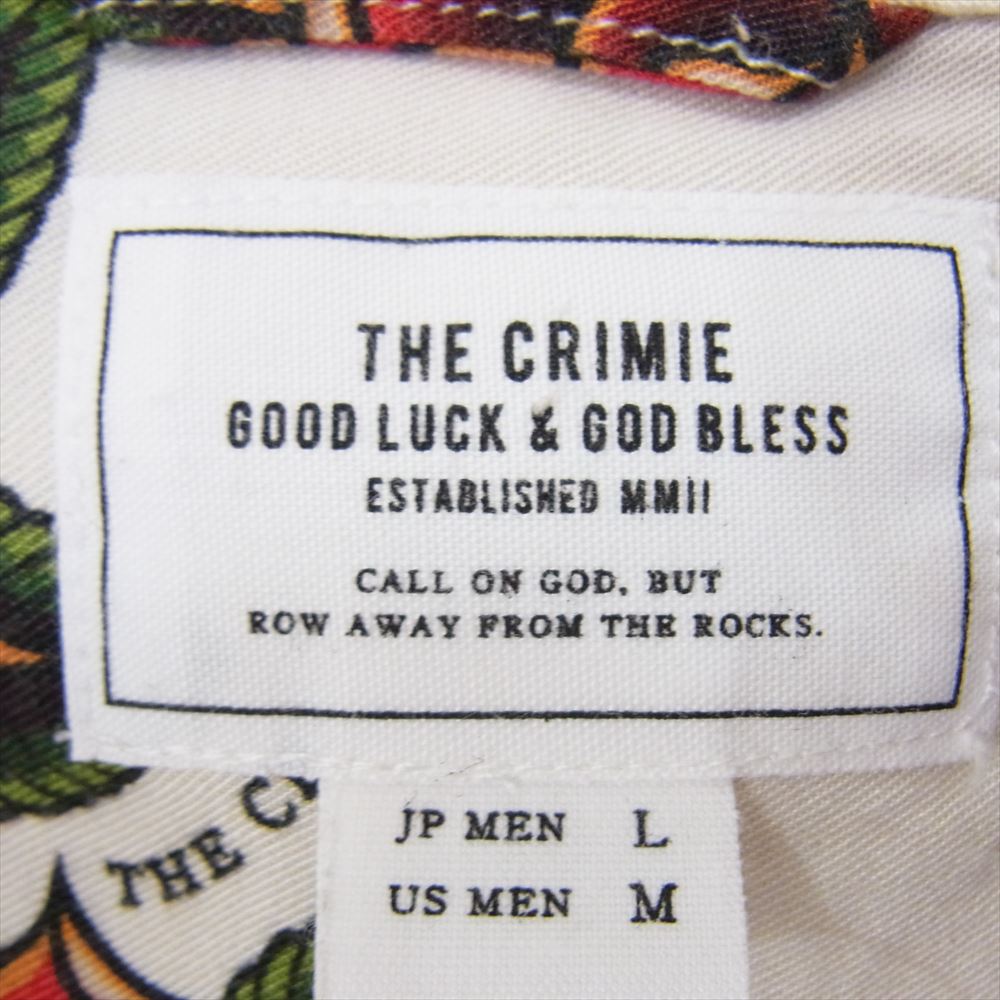 THE CRIMIE
GOOD LUCK & GOD BLESS
ESTABLISHED MMII
CALL ON GOD, BUT
ROW AWAY FROM THE ROCKS.
JP MEN L
US MEN M
THE